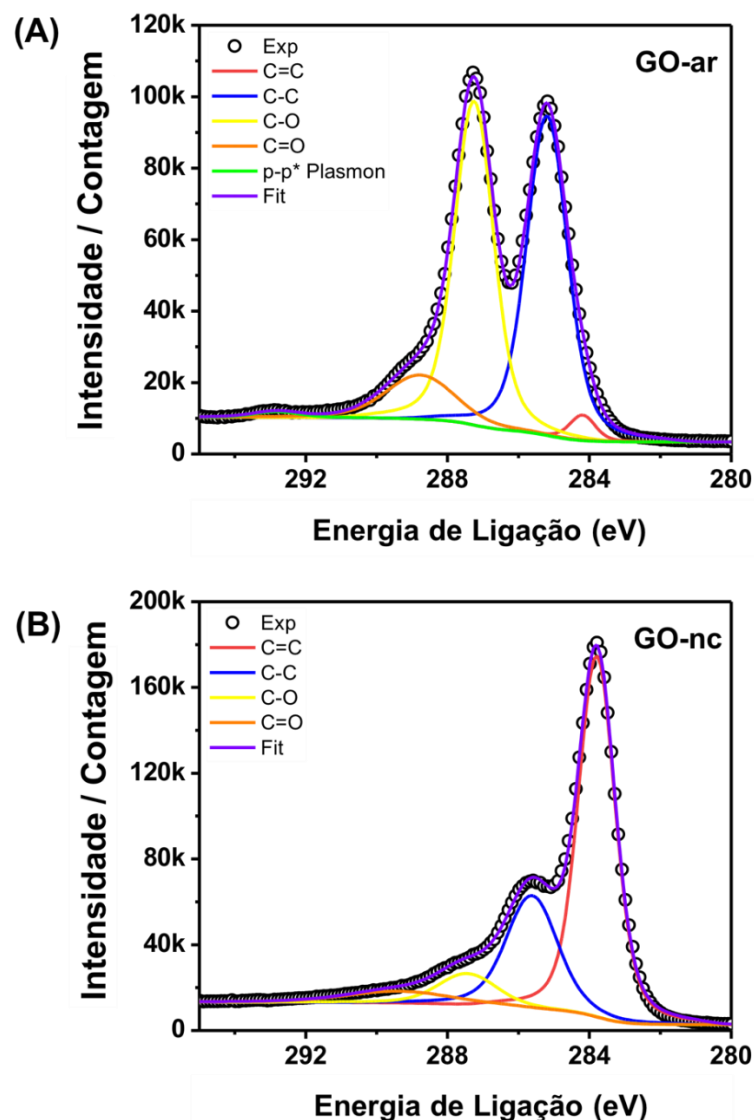 (A)
GO-ar
Exp
C=C
C-C
C-O
C=O
p-p* Plasmon
Fit
120k
100k
80k
60k
40k
20k
0
Intensidade / Contagem
292
288
284
280
Energia de Ligação (eV)
(B)
GO-nc
Exp
C=C
C-C
C-O
C=O
Fit
200k
160k
120k
80k
40k
0
Intensidade / Contagem
292
288
284
280
Energia de Ligação (eV)